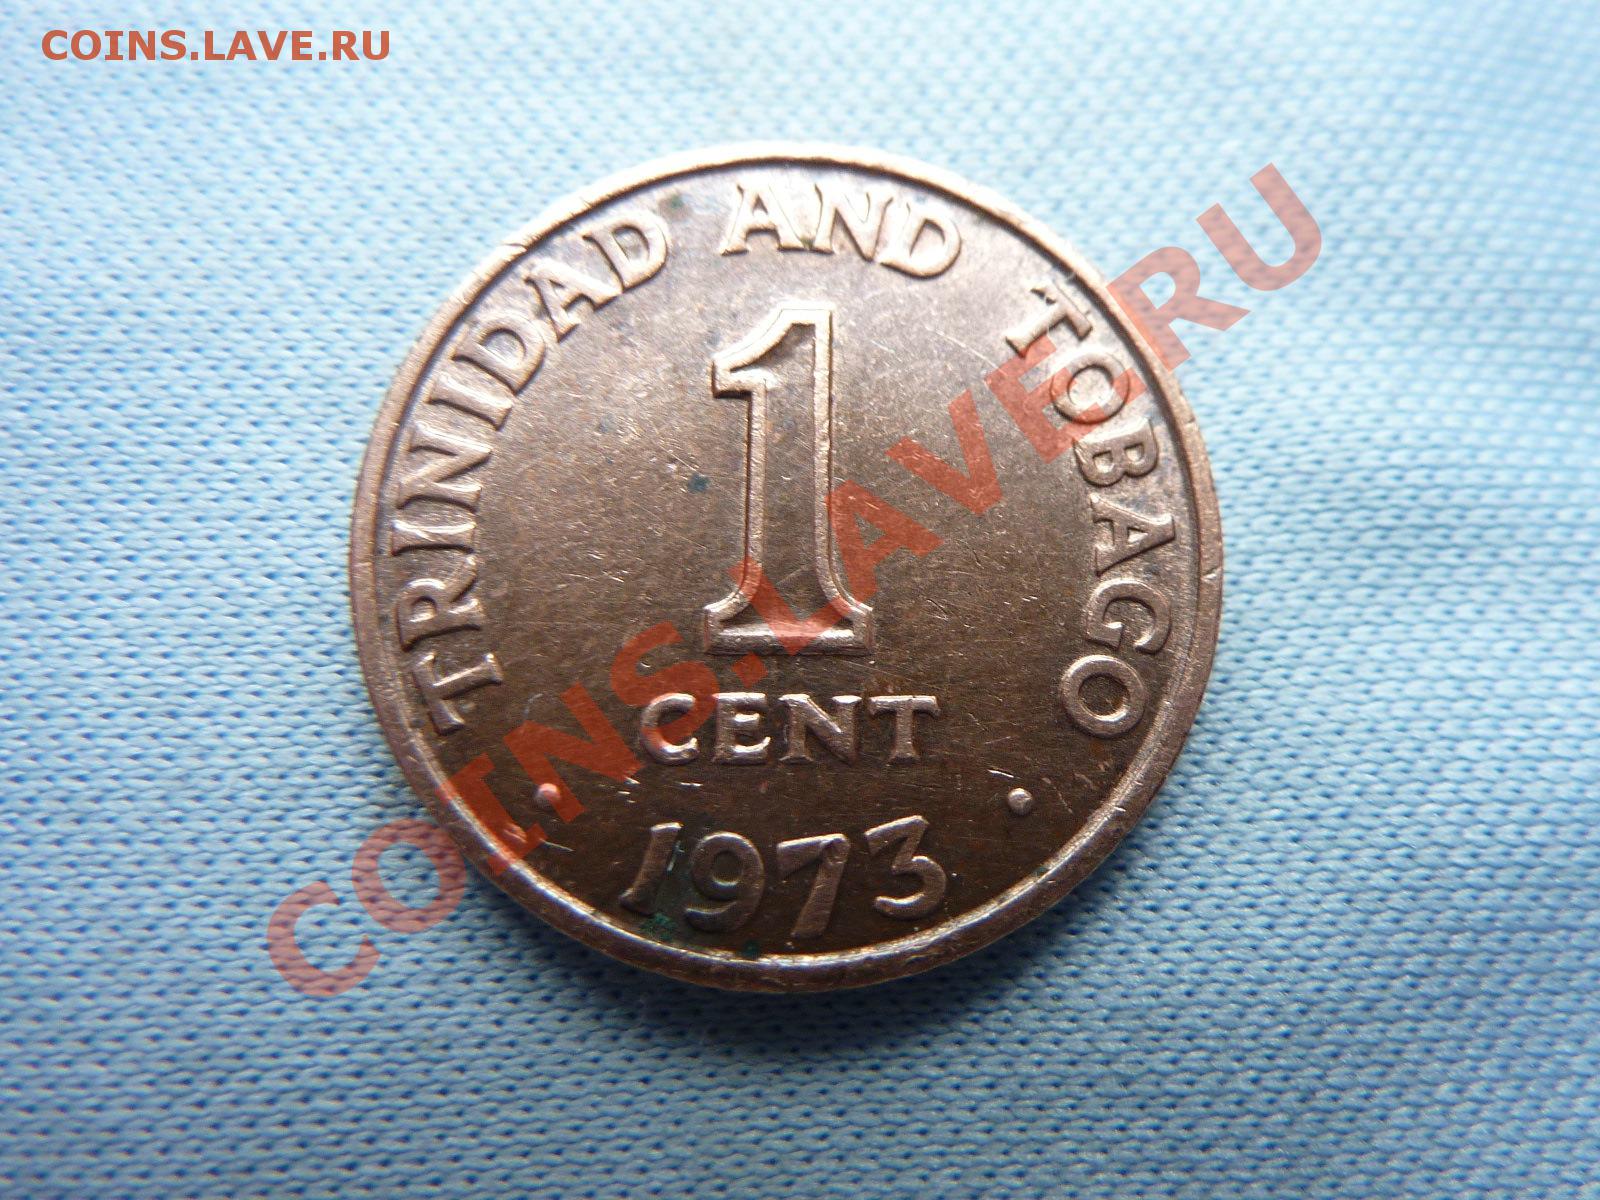 COINS.LAVE.RU
TRINIDAD AND TOBAGO
1
CENT
· 1973 ·
COINS.LAVE.RU